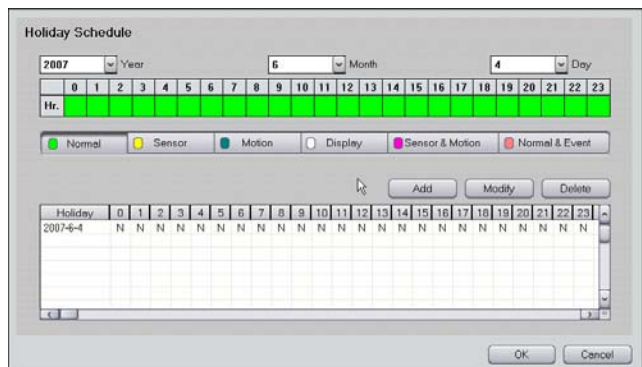 Holiday Schedule
2007 Year 6 Month 4 Day
0 1 2 3 4 5 6 7 8 9 10 11 12 13 14 15 16 17 18 19 20 21 22 23
Hr.
Normal Sensor Motion Display Sensor & Motion Normal & Event
Add Modify Delete
Holiday 0 1 2 3 4 5 6 7 8 9 10 11 12 13 14 15 16 17 18 19 20 21 22 23
2007-6-4 N N N N N N N N N N N N N N N N N N N N N N N N
OK Cancel